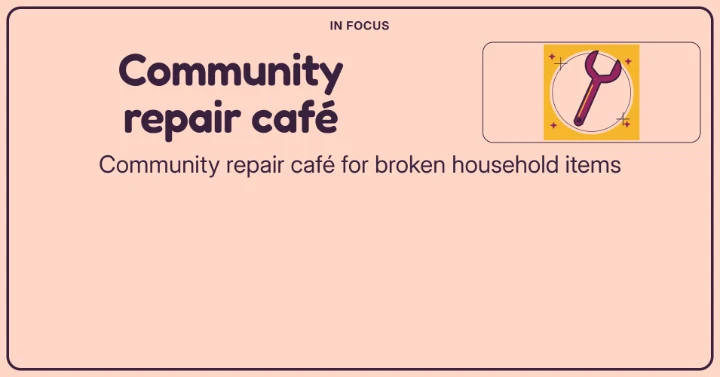 IN FOCUS
Community
repair café
Community repair café for broken household items